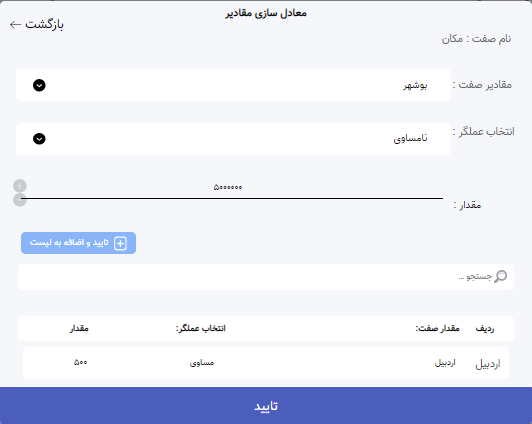 معادل سازی مقادیر
بازگشت
نام صفت : مکان
مقادیر صفت : بوشهر
انتخاب عملگر : نامساوی
مقدار : ۵۰۰۰۰۰۰
تایید و اضافه به لیست
جستجو ...
ردیف مقدار صفت: انتخاب عملگر: مقدار
اردبیل اردبیل مساوی ۵۰۰
تایید